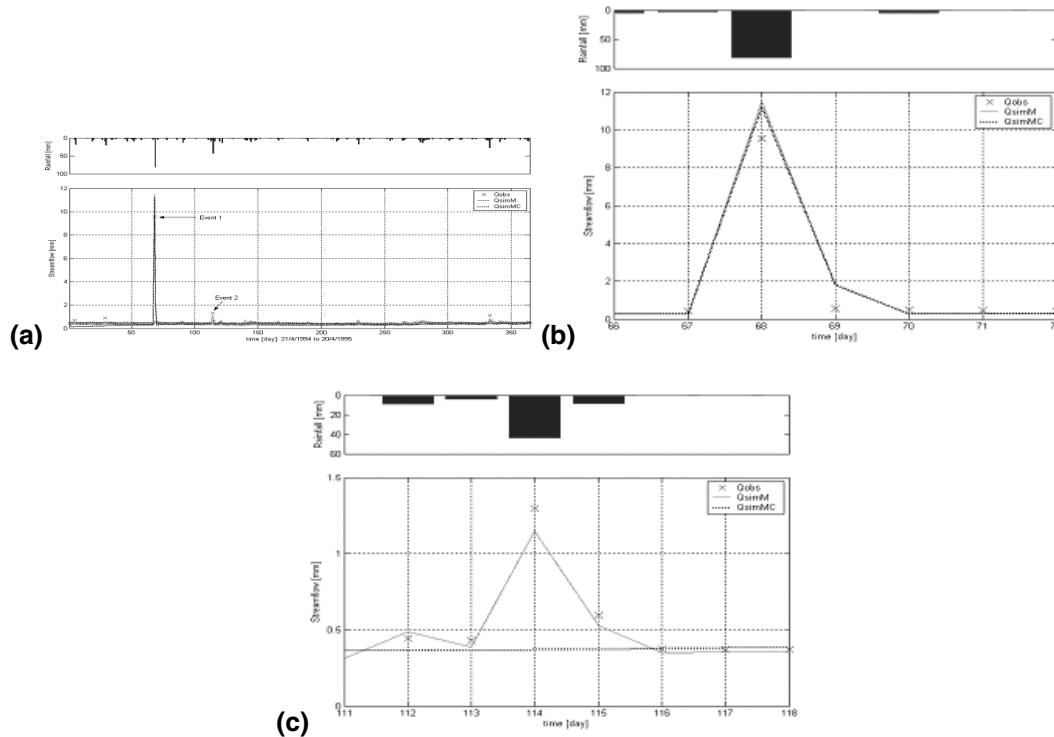 (a)
Rainfall [mm]
0
50
100
Streamflow [mm]
12
10
8
6
4
2
0
Qobs
QsimM
QsimMC
Event 1
Event 2
50
100
150
200
250
300
350
time [day] 21/4/1994 to 20/4/1995
(b)
Rainfall [mm]
0
50
100
Streamflow [mm]
12
10
8
6
4
2
0
Qobs
QsimM
QsimMC
66
67
68
69
70
71
7
time [day]
(c)
Rainfall [mm]
0
20
40
60
Streamflow [mm]
1.5
1
0.5
0
Qobs
QsimM
QsimMC
111
112
113
114
115
116
117
118
time [day]